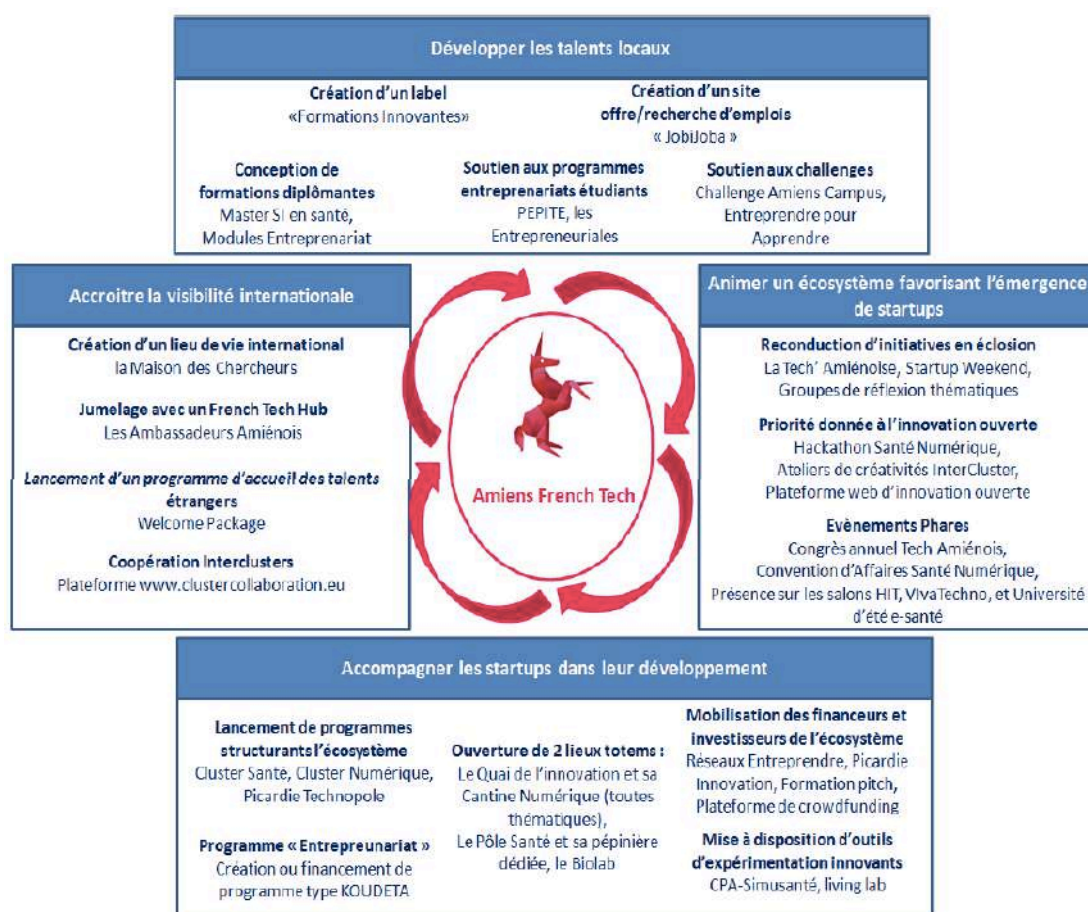 Développer les talents locaux
Création d'un label
«Formations Innovantes»
Création d'un site
offre/recherche d'emplois
« JobiJoba »
Conception de
formations diplômantes
Master SI en santé,
Modules Entreprenariat
Soutien aux programmes
entreprenariats étudiants
PEPITE, les
Entrepreneuriales
Soutien aux challenges
Challenge Amiens Campus,
Entreprendre pour
Apprendre
Accroitre la visibilité internationale
Création d'un lieu de vie international
la Maison des Chercheurs
Jumelage avec un French Tech Hub
Les Ambassadeurs Amiénois
Lancement d'un programme d'accueil des talents
étrangers
Welcome Package
Coopération Interclusters
Plateforme www.clustercollaboration.eu
Amiens French Tech
Animer un écosystème favorisant l'émergence
de startups
Reconduction d'initiatives en éclosion
La Tech' Amiénoise, Startup Weekend,
Groupes de réflexion thématiques
Priorité donnée à l'innovation ouverte
Hackathon Santé Numérique,
Ateliers de créativités InterCluster,
Plateforme web d'innovation ouverte
Evènements Phares
Congrès annuel Tech Amiénois,
Convention d'Affaires Santé Numérique,
Présence sur les salons HIT, VivaTechno, et Université
d'été e-santé
Accompagner les startups dans leur développement
Lancement de programmes
structurants l'écosystème
Cluster Santé, Cluster Numérique,
Picardie Technopole
Programme « Entrepreunariat »
Création ou financement de
programme type KOUDETA
Ouverture de 2 lieux totems :
Le Quai de l'innovation et sa
Cantine Numérique (toutes
thématiques),
Le Pôle Santé et sa pépinière
dédiée, le Biolab
Mobilisation des financeurs et
investisseurs de l'écosystème
Réseaux Entreprendre, Picardie
Innovation, Formation pitch,
Plateforme de crowdfunding
Mise à disposition d'outils
d'expérimentation innovants
CPA-Simusanté, living lab